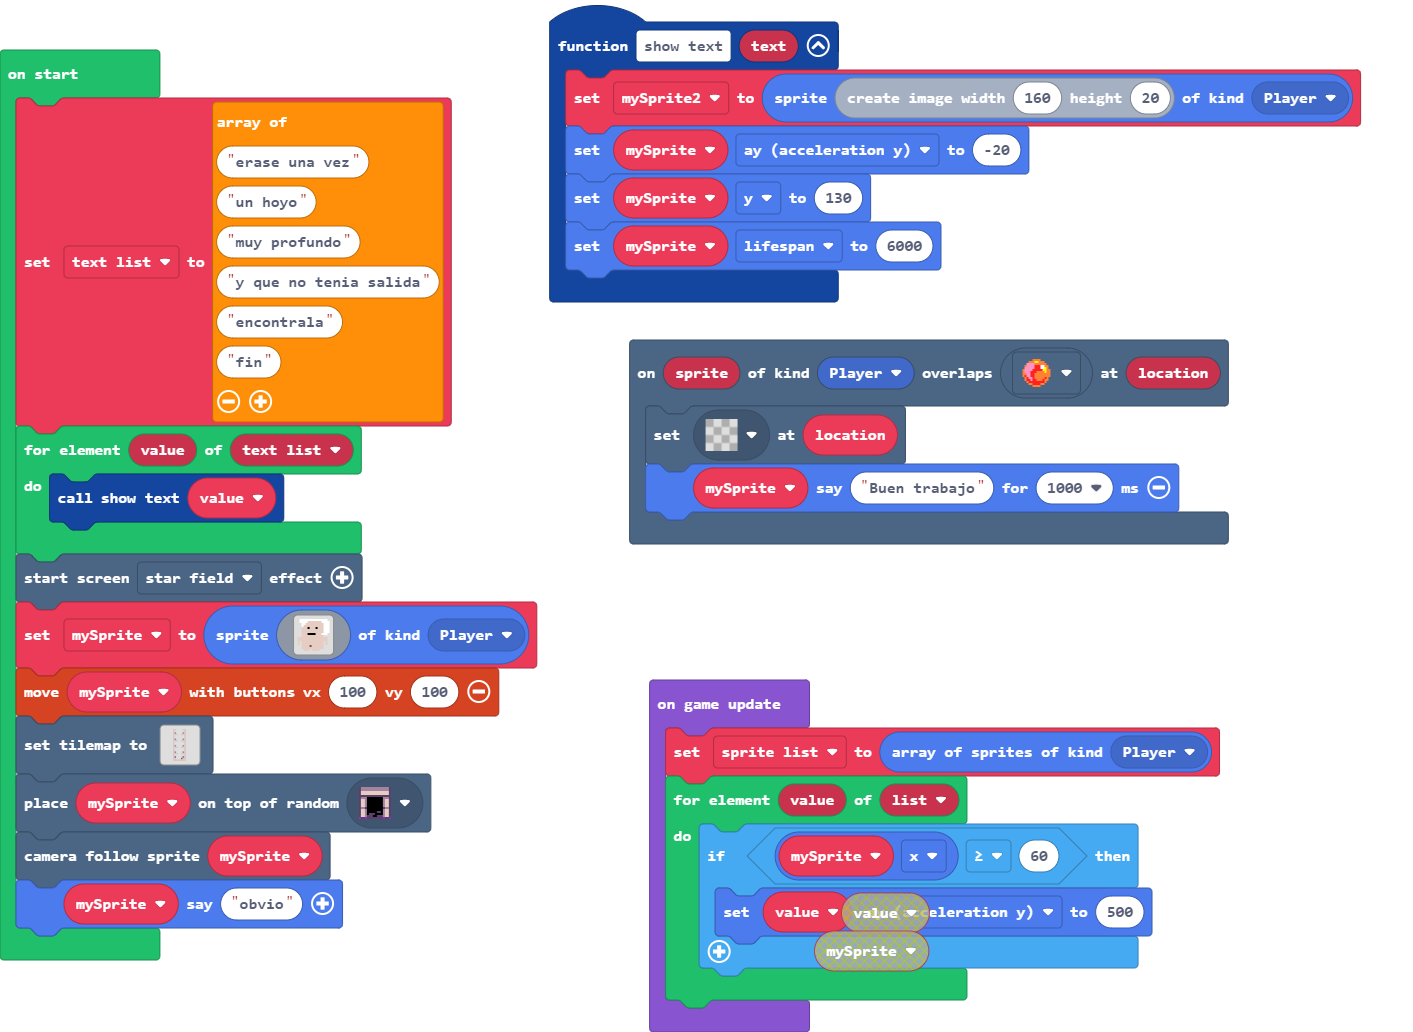 on start
set text list to
array of
"erase una vez"
"un hoyo"
"muy profundo"
"y que no tenia salida"
"encontrala"
"fin"
for element value of text list
do
call show text value
start screen star field effect
set mySprite to sprite of kind Player
move mySprite with buttons vx 100 vy 100
set tilemap to
place mySprite on top of random
camera follow sprite mySprite
mySprite say "obvio"
function show text text
set mySprite2 to sprite create image width 160 height 20 of kind Player
set mySprite ay (acceleration y) to -20
set mySprite y to 130
set mySprite lifespan to 6000
on sprite of kind Player overlaps at location
set at location
mySprite say "Buen trabajo" for 1000 ms
on game update
set sprite list to array of sprites of kind Player
for element value of list
do
if mySprite x ≥ 60 then
set value value acceleration y) to 500
mySprite